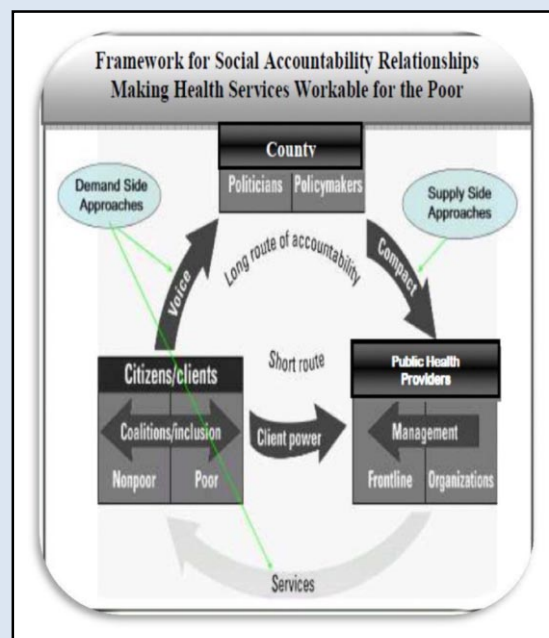 Framework for Social Accountability Relationships
Making Health Services Workable for the Poor
County
Politicians
Policymakers
Demand Side
Approaches
Supply Side
Approaches
Long route of accountability
Voice
Compact
Short route
Citizens/clients
Coalitions/inclusion
Nonpoor
Poor
Client power
Public Health
Providers
Management
Frontline
Organizations
Services